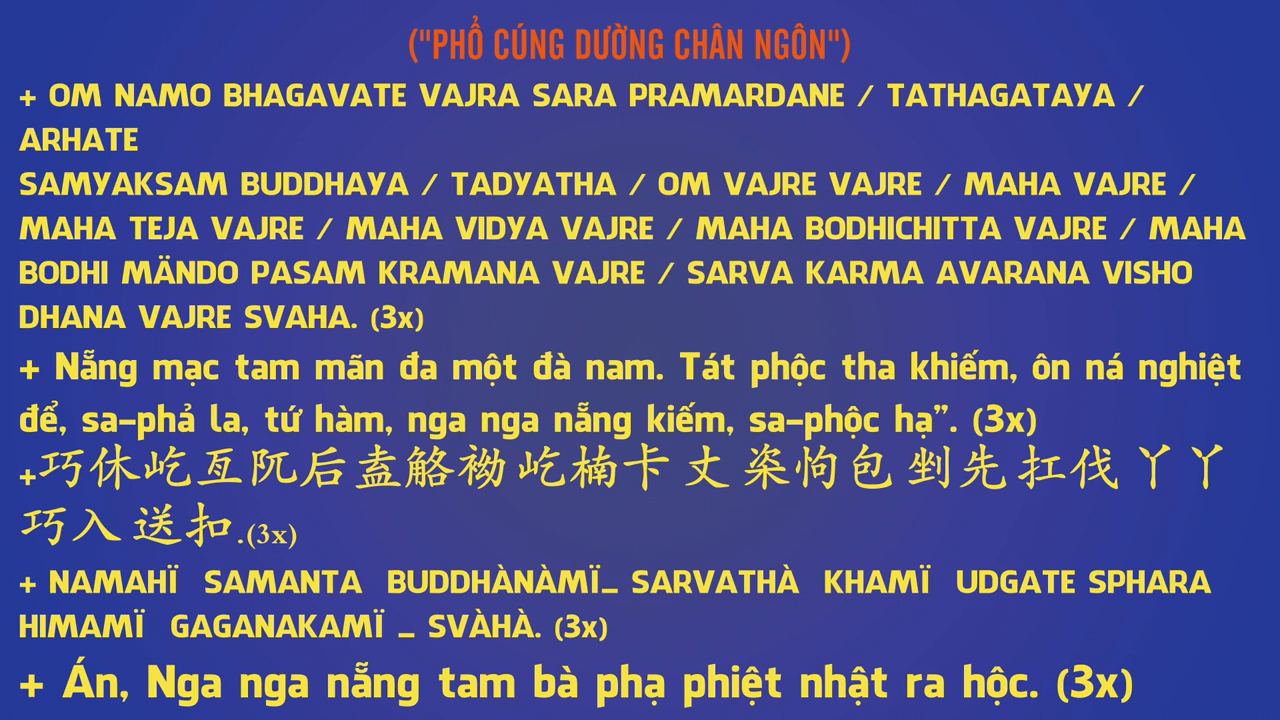 ("PHỔ CÚNG DƯỜNG CHÂN NGÔN")
+ OM NAMO BHAGAVATE VAJRA SARA PRAMARDANE / TATHAGATAYA /
ARHATE
SAMYAKSAM BUDDHAYA / TADYATHA / OM VAJRE VAJRE / MAHA VAJRE /
MAHA TEJA VAJRE / MAHA VIDYA VAJRE / MAHA BODHICHITTA VAJRE / MAHA
BODHI MÄNDO PASAM KRAMANA VAJRE / SARVA KARMA AVARANA VISHO
DHANA VAJRE SVAHA. (3x)
+ Nẵng mạc tam mãn đa một đà nam. Tát phộc tha khiếm, ôn ná nghiệt
để, sa-phả la, tứ hàm, nga nga nẵng kiếm, sa-phộc hạ”. (3x)
+巧休屹亙阢后盍觡袎屹楠卡丈桼怐包剉先扛伐丫丫
巧入送扣.(3x)
+ NAMAHÏ SAMANTA BUDDHÀNÀMÏ_ SARVATHÀ KHAMÏ UDGATE SPHARA
HIMAMÏ GAGANAKAMÏ _ SVÀHÀ. (3x)
+ Án, Nga nga nẵng tam bà phạ phiệt nhật ra hộc. (3x)